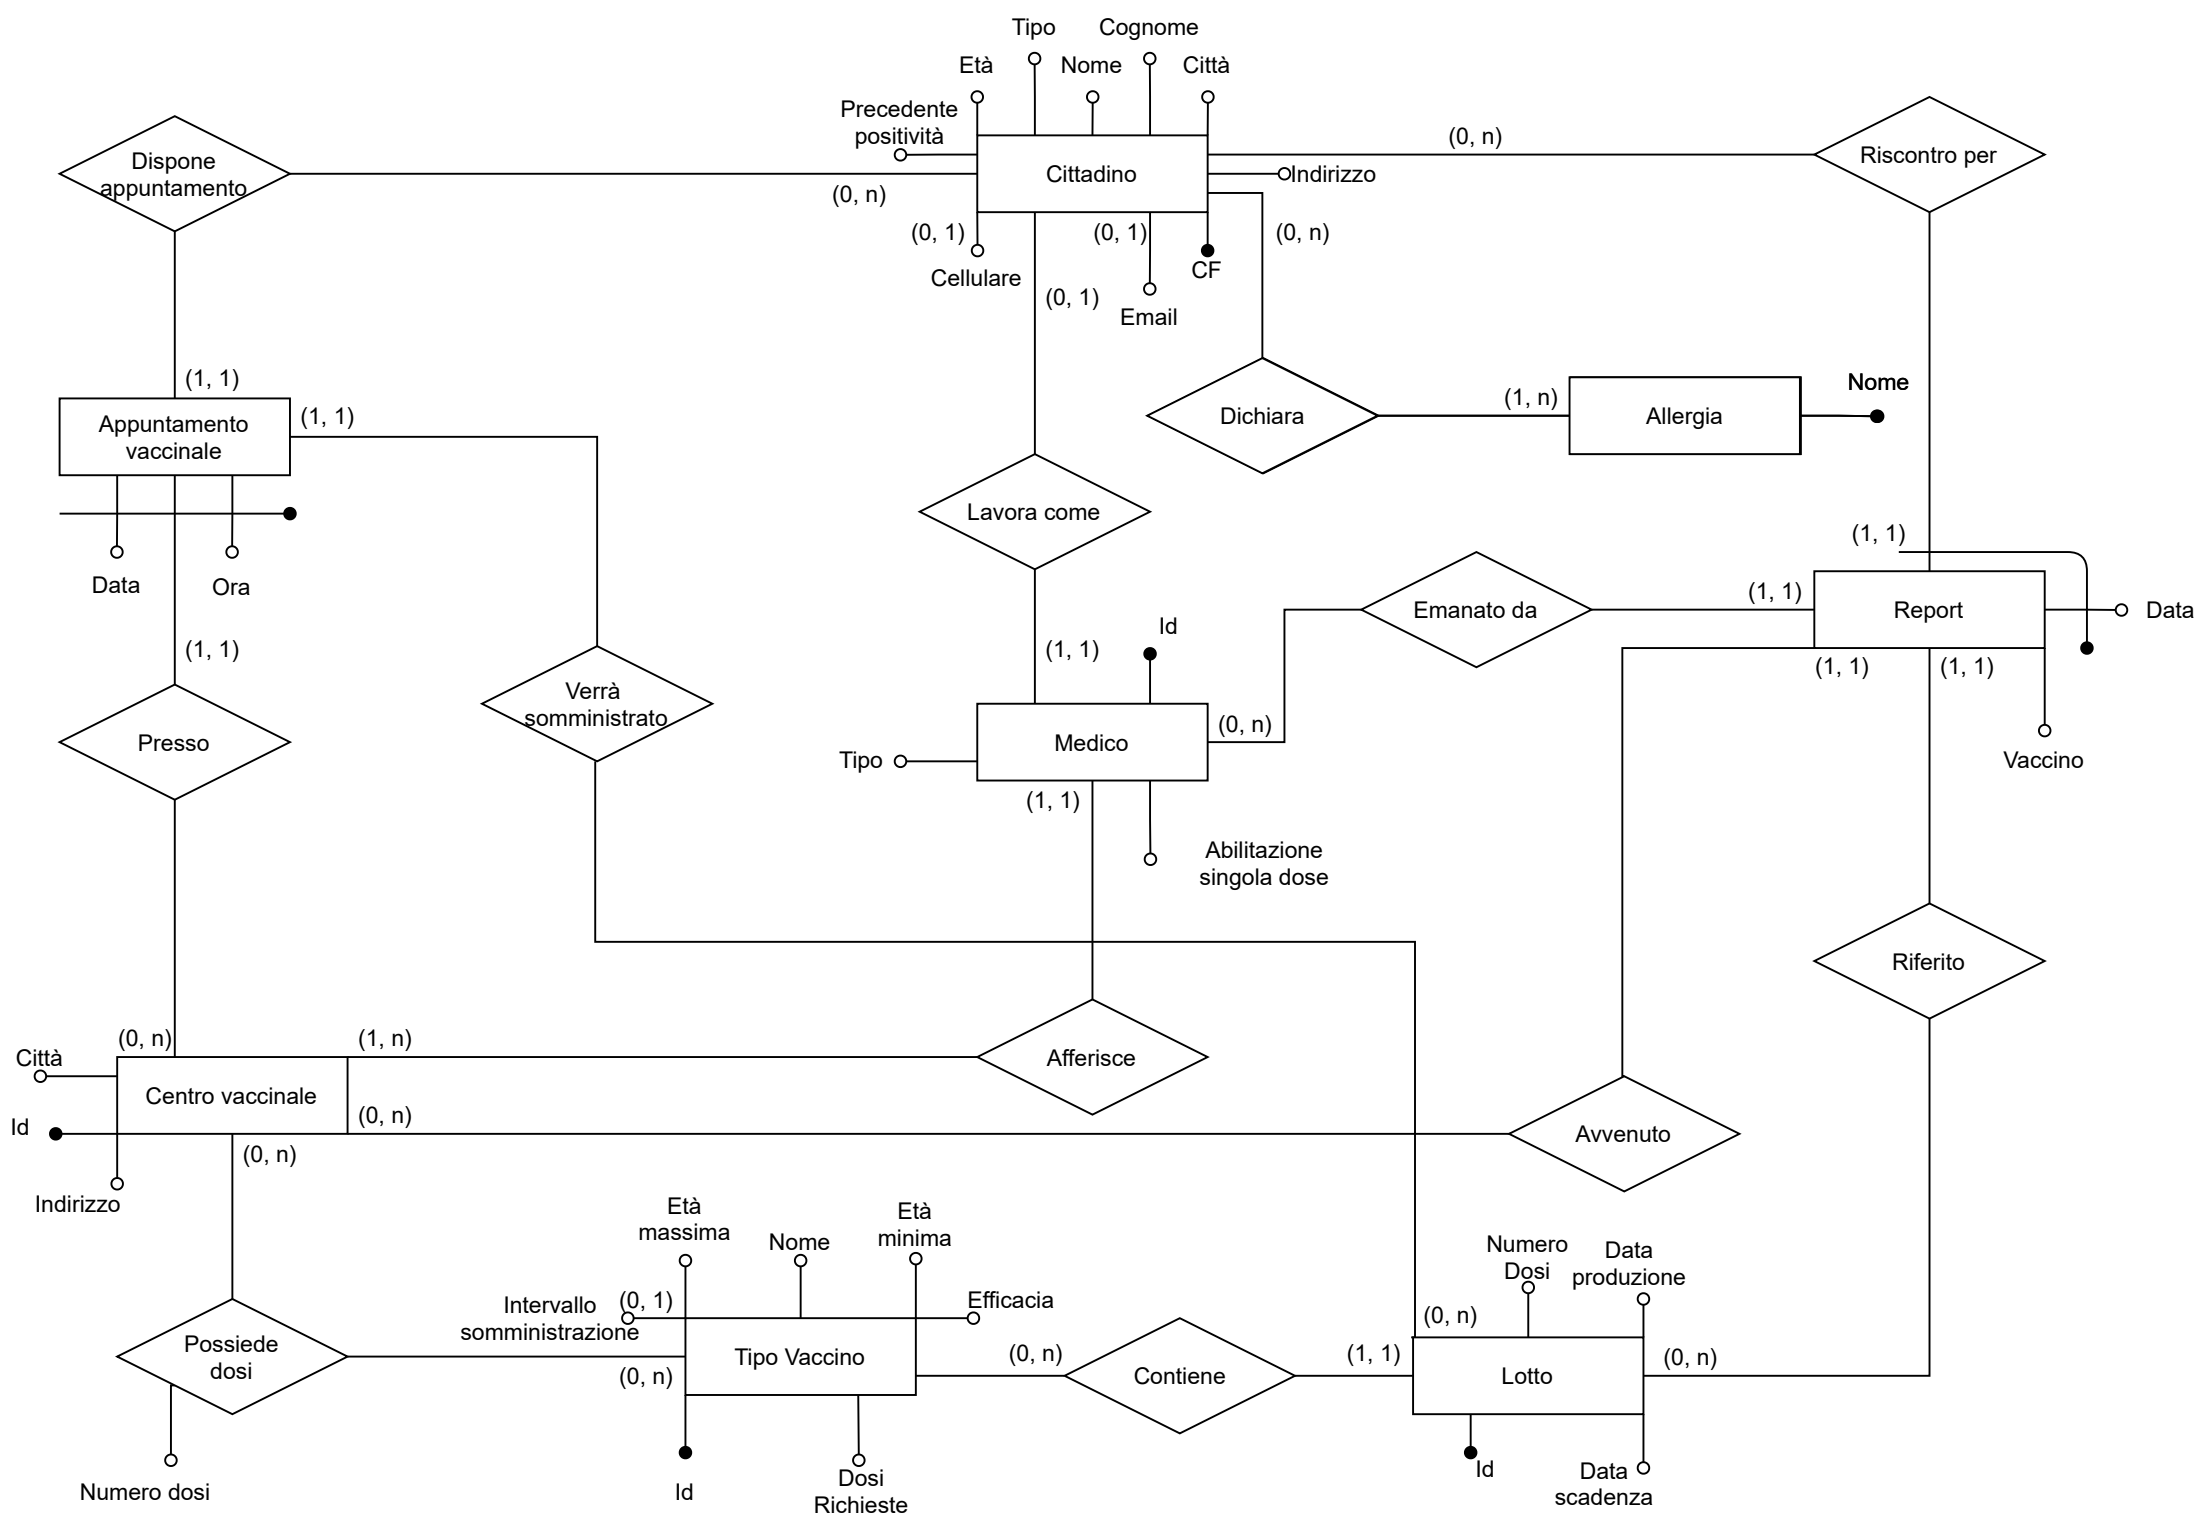 Tipo
Cognome
Età
Nome
Città
Precedente
positività
(0, n)
Dispone
appuntamento
Cittadino
Indirizzo
Riscontro per
(0, n)
(0, 1)
(0, 1)
(0, n)
Cellulare
CF
(0, 1)
Email
(1, 1)
Appuntamento
vaccinale
(1, 1)
Dichiara
(1, n)
Allergia
Nome
Lavora come
(1, 1)
Data
Ora
(1, 1)
Emanato da
(1, 1)
Report
Data
Id
(1, 1)
(1, 1)
(1, 1)
Verrà
somministrato
Presso
Medico
(0, n)
Tipo
Vaccino
(1, 1)
Abilitazione
singola dose
Riferito
(0, n)
(1, n)
Città
Afferisce
Centro vaccinale
Id
(0, n)
Avvenuto
(0, n)
Indirizzo
Età
massima
Nome
Età
minima
Numero
Dosi
Data
produzione
Intervallo
somministrazione
(0, 1)
Efficacia
(0, n)
Possiede
dosi
(0, n)
Tipo Vaccino
(0, n)
Contiene
(1, 1)
Lotto
(0, n)
Numero dosi
Id
Dosi
Richieste
Id
Data
scadenza